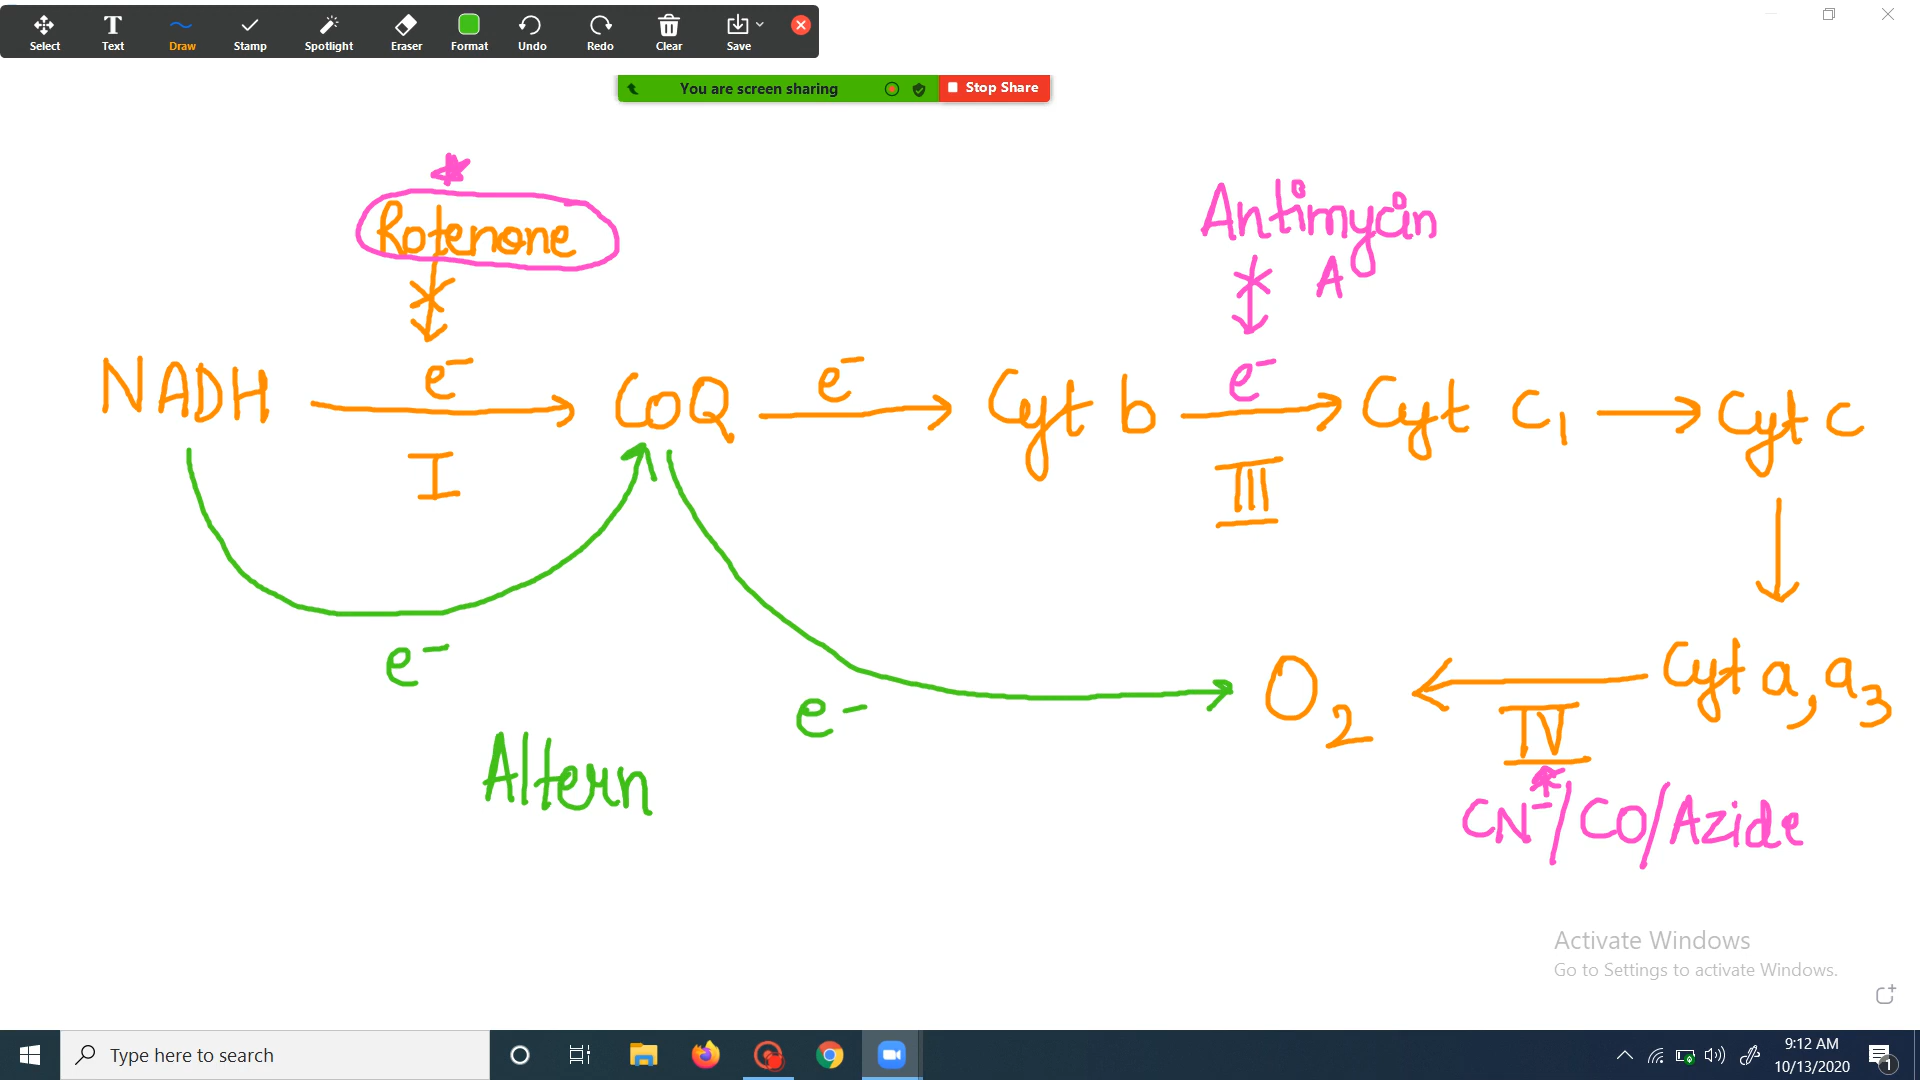 Select Text Draw Stamp Spotlight Eraser Format Undo Redo Clear Save
You are screen sharing Stop Share
Rotenone
Antimycin
A
NADH e⁻ CoQ e⁻ Cyt b e⁻ Cyt c₁ Cyt c
I
III
e⁻
e⁻
O₂
Cyt a, a₃
IV
Altern
CN⁻/CO/Azide
Activate Windows
Go to Settings to activate Windows.
Type here to search
9:12 AM
10/13/2020
1